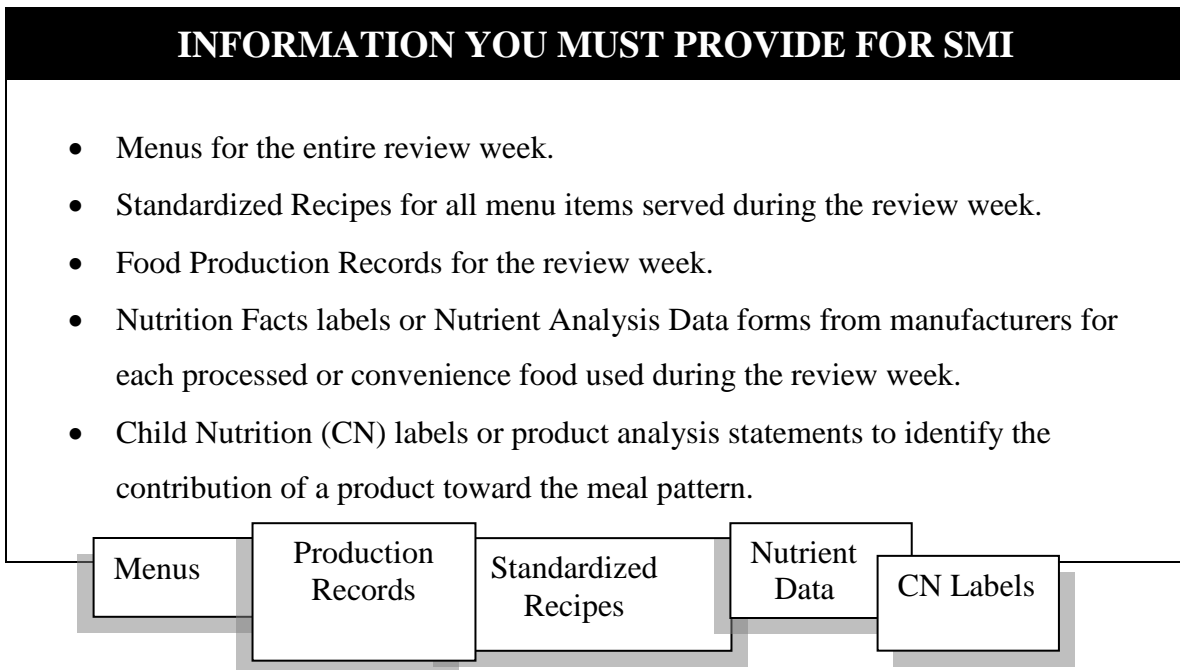 INFORMATION YOU MUST PROVIDE FOR SMI
• Menus for the entire review week.
• Standardized Recipes for all menu items served during the review week.
• Food Production Records for the review week.
• Nutrition Facts labels or Nutrient Analysis Data forms from manufacturers for
each processed or convenience food used during the review week.
• Child Nutrition (CN) labels or product analysis statements to identify the
contribution of a product toward the meal pattern.
Menus
Production
Records
Standardized
Recipes
Nutrient
Data
CN Labels